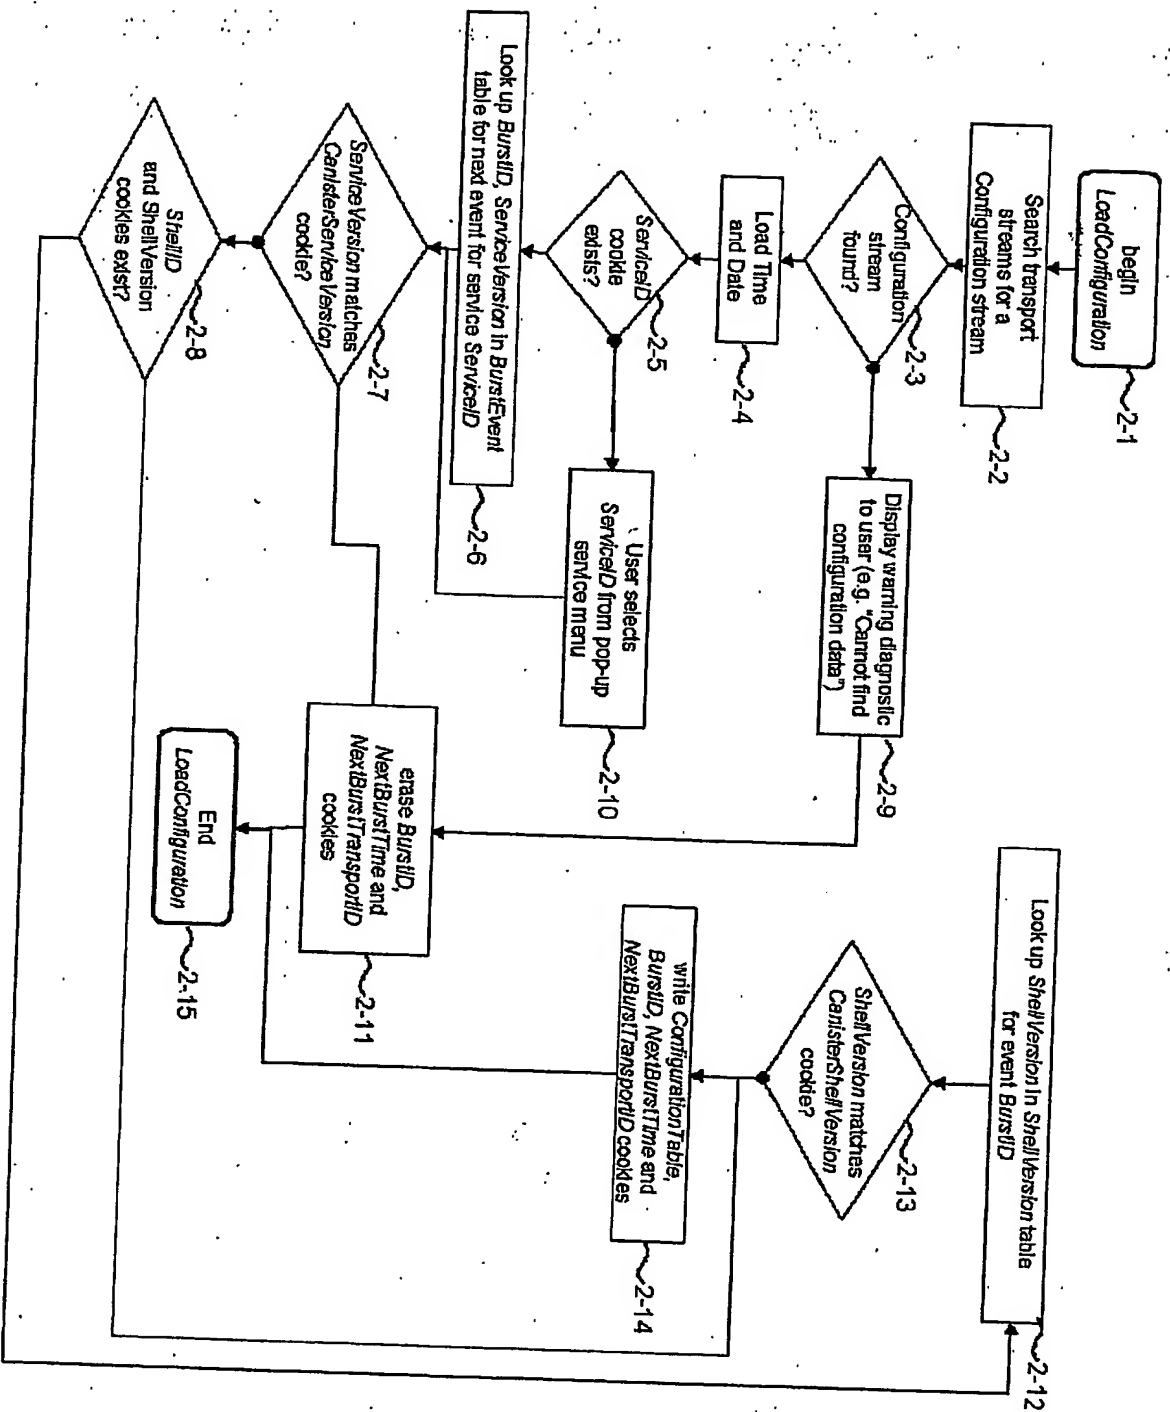 begin
LoadConfiguration
2-1
Search transport
streams for a
Configuration stream
2-2
Configuration
stream
found?
2-3
Load Time
and Date
2-4
ServiceID
cookie
exists?
2-5
Look up BurstID, ServiceVersion in BurstEvent
table for next event for service ServiceID
2-6
ServiceVersion matches
CanisterServiceVersion
cookie?
2-7
ShellID
and ShellVersion
cookies exist?
2-8
Display warning diagnostic
to user (e.g. "Cannot find
configuration data")
2-9
User selects
ServiceID from pop-up
service menu
2-10
erase BurstID,
NextBurstTime and
NextBurstTransportID
cookies
2-11
End
LoadConfiguration
2-15
Look up ShellVersion in ShellVersion table
for event BurstID
2-12
ShellVersion matches
CanisterShellVersion
cookie?
2-13
write ConfigurationTable,
BurstID, NextBurstTime and
NextBurstTransportID cookies
2-14